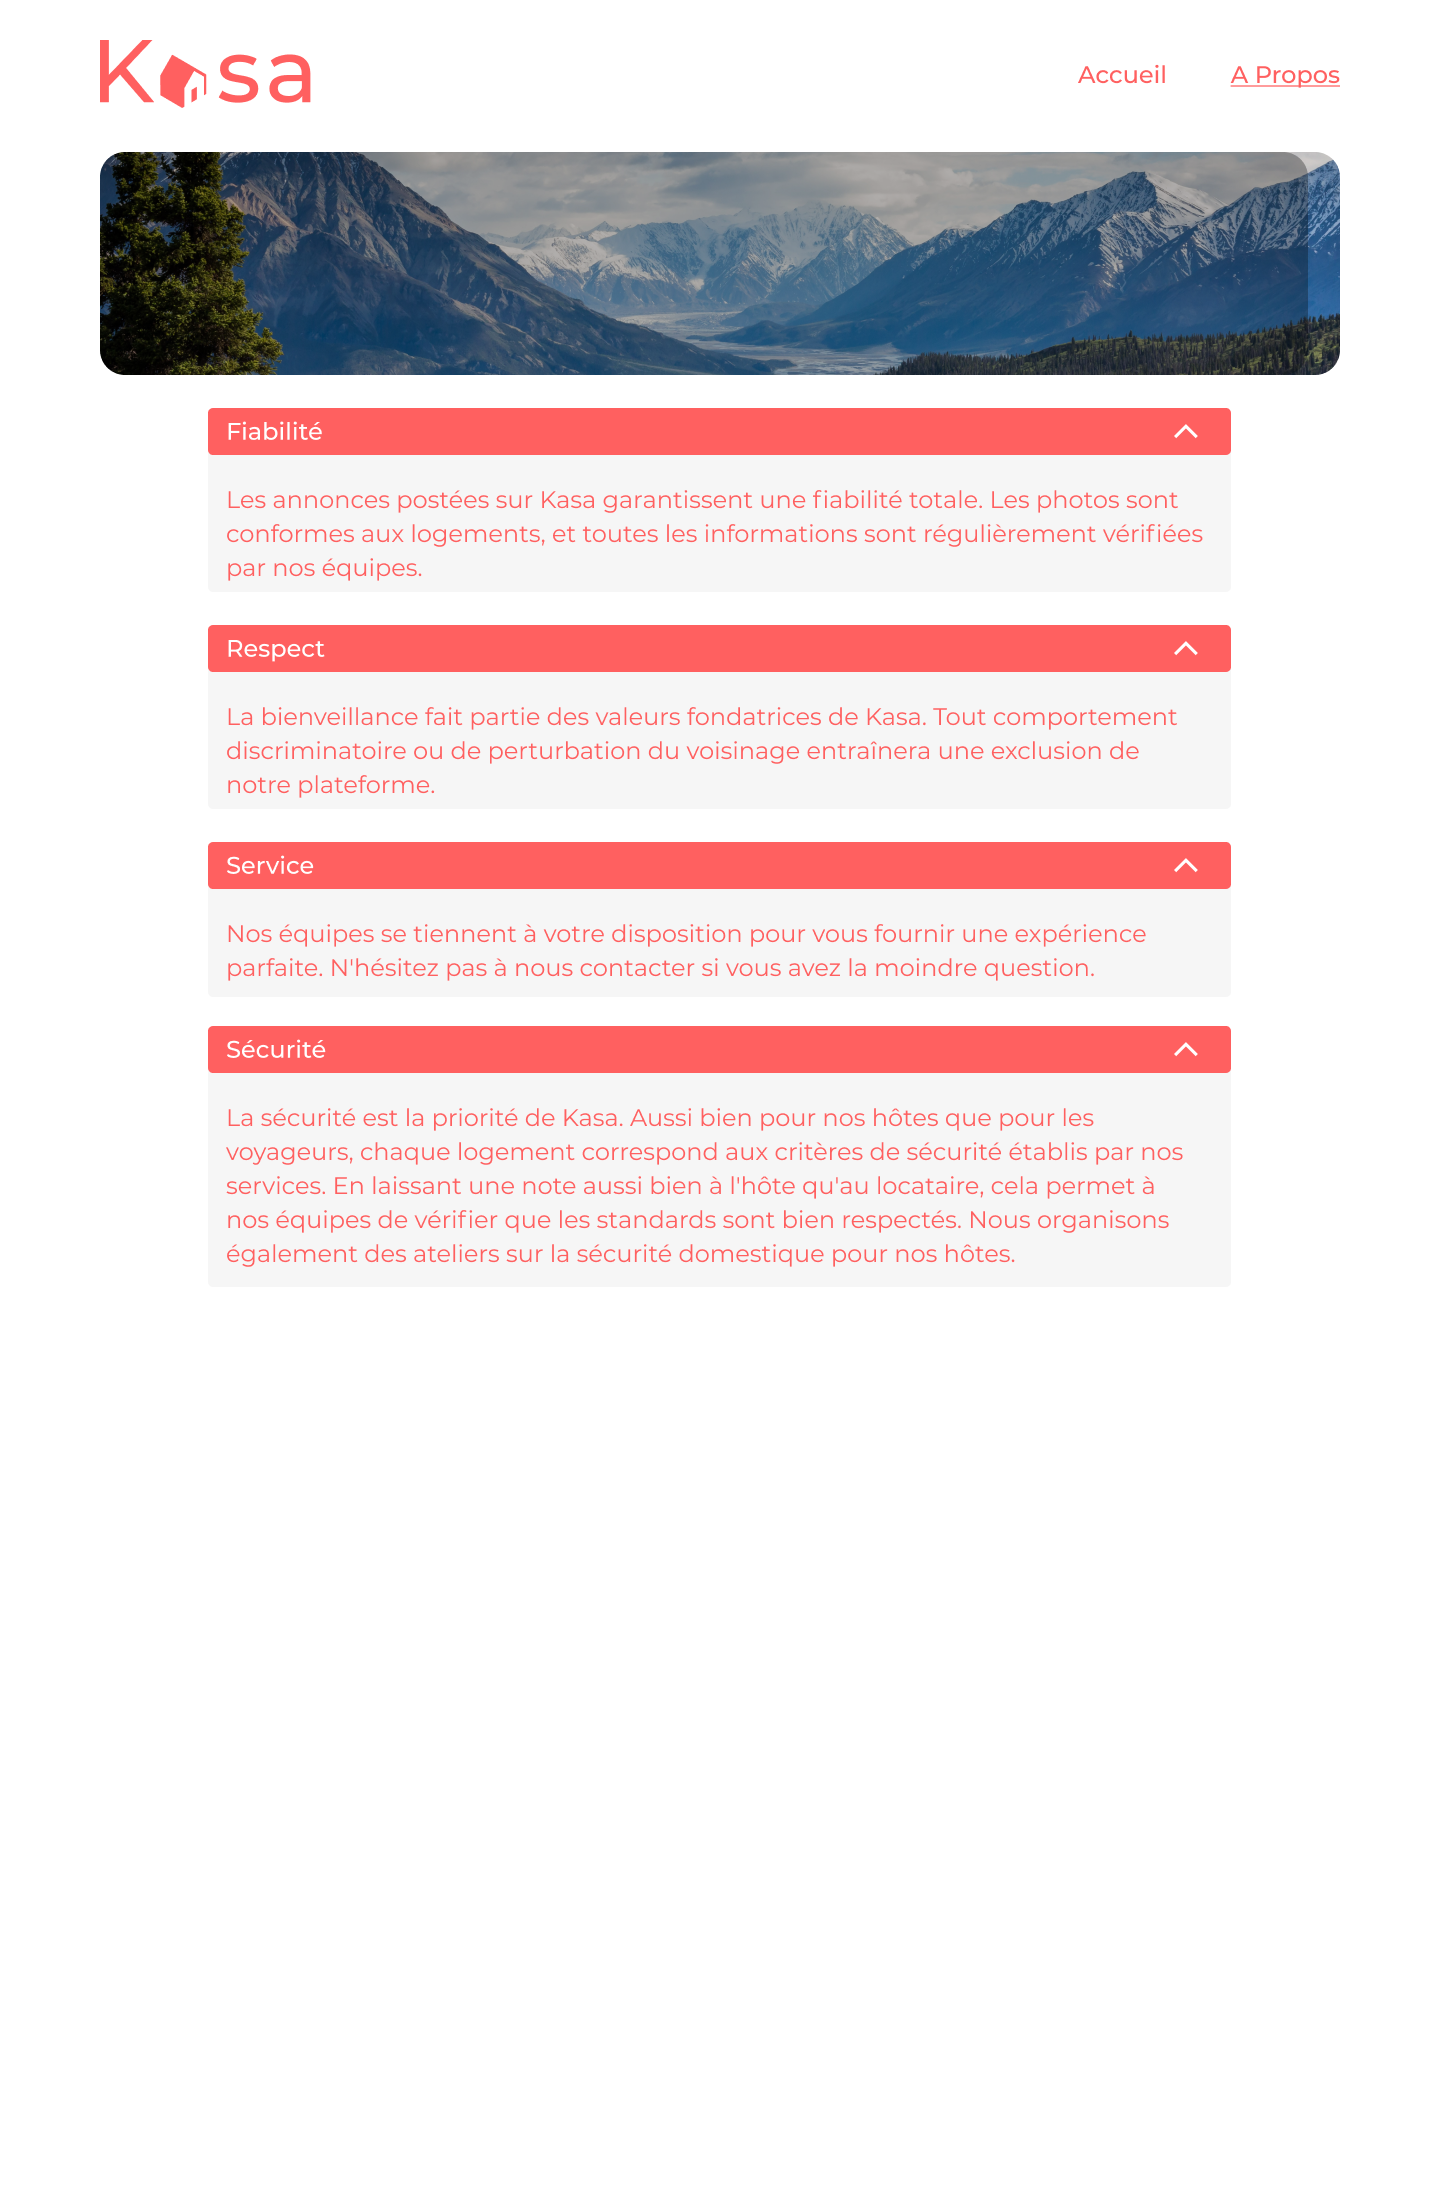 Kasa
Accueil
A Propos
Fiabilité
Les annonces postées sur Kasa garantissent une fiabilité totale. Les photos sont
conformes aux logements, et toutes les informations sont régulièrement vérifiées
par nos équipes.
Respect
La bienveillance fait partie des valeurs fondatrices de Kasa. Tout comportement
discriminatoire ou de perturbation du voisinage entraînera une exclusion de
notre plateforme.
Service
Nos équipes se tiennent à votre disposition pour vous fournir une expérience
parfaite. N'hésitez pas à nous contacter si vous avez la moindre question.
Sécurité
La sécurité est la priorité de Kasa. Aussi bien pour nos hôtes que pour les
voyageurs, chaque logement correspond aux critères de sécurité établis par nos
services. En laissant une note aussi bien à l'hôte qu'au locataire, cela permet à
nos équipes de vérifier que les standards sont bien respectés. Nous organisons
également des ateliers sur la sécurité domestique pour nos hôtes.